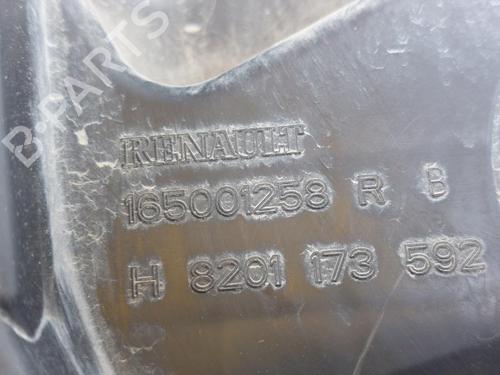 B-PARTS
RENAULT
165001258 R B
H 8201 173 592